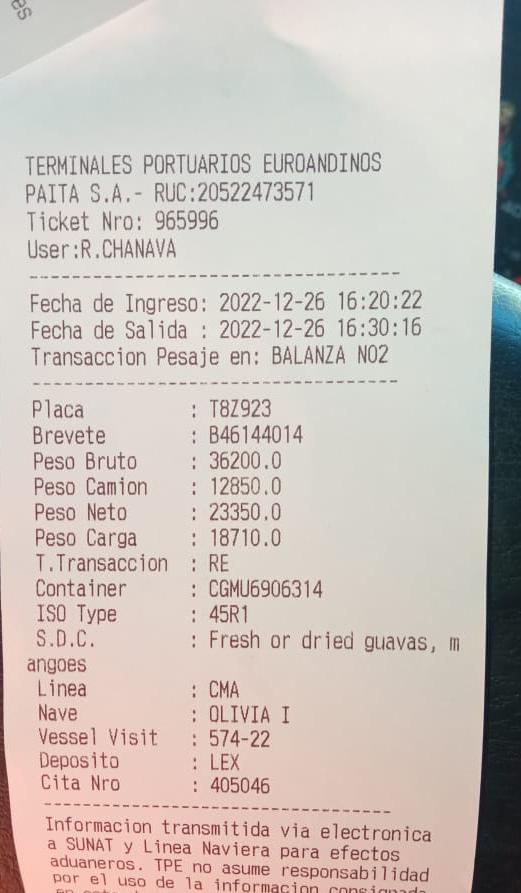 es
TERMINALES PORTUARIOS EUROANDINOS
PAITA S.A.- RUC:20522473571
Ticket Nro: 965996
User:R.CHANAVA
Fecha de Ingreso: 2022-12-26 16:20:22
Fecha de Salida : 2022-12-26 16:30:16
Transaccion Pesaje en: BALANZA NO2
Placa : T8Z923
Brevete : B46144014
Peso Bruto : 36200.0
Peso Camion : 12850.0
Peso Neto : 23350.0
Peso Carga : 18710.0
T.Transaccion : RE
Container : CGMU6906314
ISO Type : 45R1
S.D.C. : Fresh or dried guavas, m
angoes
Linea : CMA
Nave : OLIVIA I
Vessel Visit : 574-22
Deposito : LEX
Cita Nro : 405046
Informacion transmitida via electronica
a SUNAT y Linea Naviera para efectos
aduaneros. TPE no asume responsabilidad
por el uso de la informacion consignada